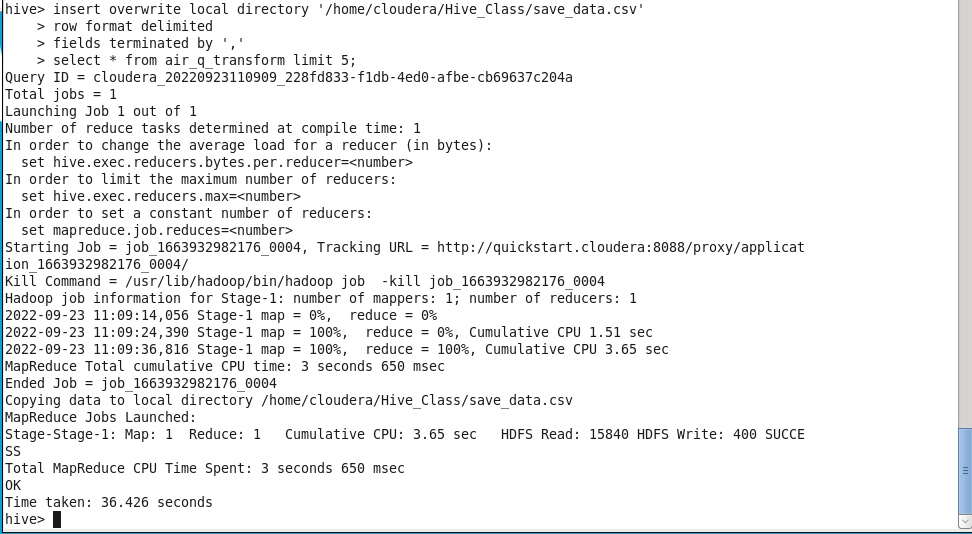 hive> insert overwrite local directory '/home/cloudera/Hive_Class/save_data.csv'
    > row format delimited
    > fields terminated by ','
    > select * from air_q_transform limit 5;
Query ID = cloudera_20220923110909_228fd833-f1db-4ed0-afbe-cb69637c204a
Total jobs = 1
Launching Job 1 out of 1
Number of reduce tasks determined at compile time: 1
In order to change the average load for a reducer (in bytes):
  set hive.exec.reducers.bytes.per.reducer=<number>
In order to limit the maximum number of reducers:
  set hive.exec.reducers.max=<number>
In order to set a constant number of reducers:
  set mapreduce.job.reduces=<number>
Starting Job = job_1663932982176_0004, Tracking URL = http://quickstart.cloudera:8088/proxy/applicat
ion_1663932982176_0004/
Kill Command = /usr/lib/hadoop/bin/hadoop job  -kill job_1663932982176_0004
Hadoop job information for Stage-1: number of mappers: 1; number of reducers: 1
2022-09-23 11:09:14,056 Stage-1 map = 0%,  reduce = 0%
2022-09-23 11:09:24,390 Stage-1 map = 100%,  reduce = 0%, Cumulative CPU 1.51 sec
2022-09-23 11:09:36,816 Stage-1 map = 100%,  reduce = 100%, Cumulative CPU 3.65 sec
MapReduce Total cumulative CPU time: 3 seconds 650 msec
Ended Job = job_1663932982176_0004
Copying data to local directory /home/cloudera/Hive_Class/save_data.csv
MapReduce Jobs Launched:
Stage-Stage-1: Map: 1  Reduce: 1   Cumulative CPU: 3.65 sec   HDFS Read: 15840 HDFS Write: 400 SUCCE
SS
Total MapReduce CPU Time Spent: 3 seconds 650 msec
OK
Time taken: 36.426 seconds
hive>